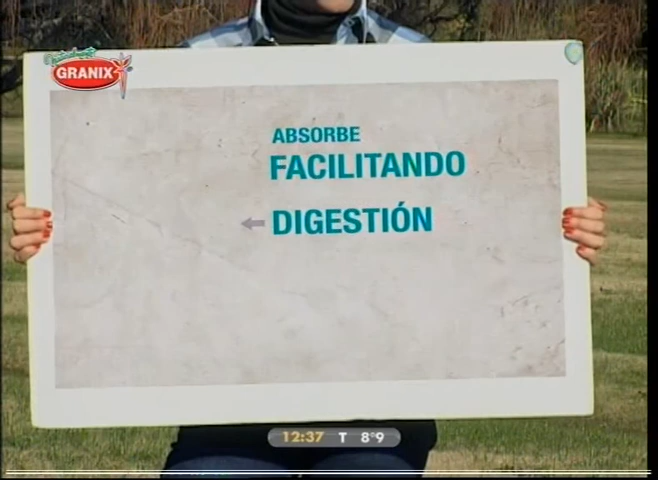 GRANIX
ABSORBE
FACILITANDO
DIGESTIÓN
12:37 T 8°9